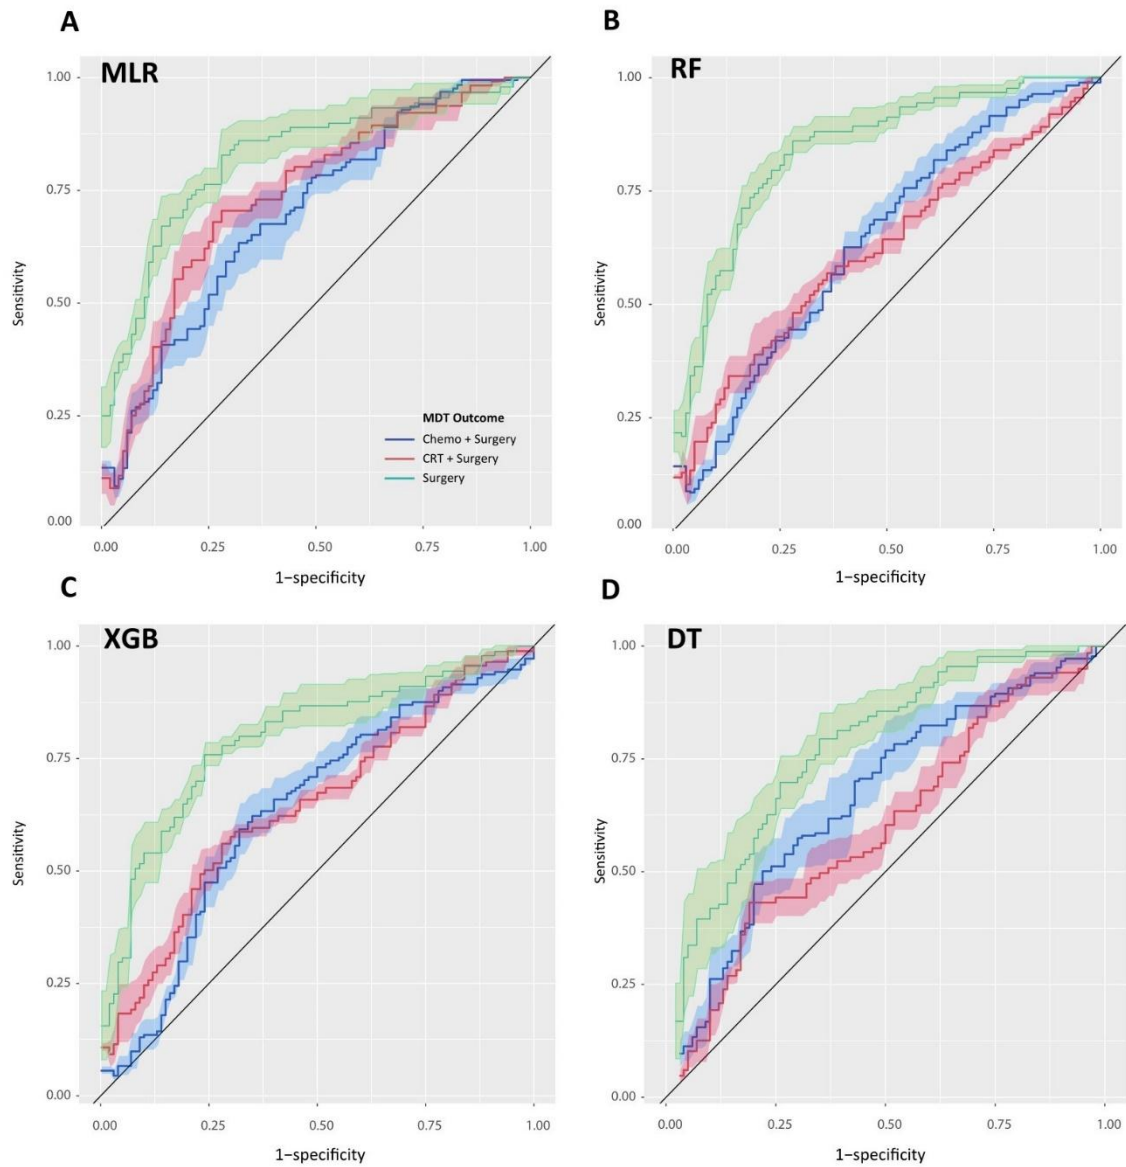 A
B
MLR
RF
1.00
0.75
0.50
0.25
0.00
Sensitivity
MDT Outcome
Chemo + Surgery
CRT + Surgery
Surgery
0.00 0.25 0.50 0.75 1.00
1-specificity
1.00
0.75
0.50
0.25
0.00
Sensitivity
0.00 0.25 0.50 0.75 1.00
1-specificity
C
D
XGB
DT
1.00
0.75
0.50
0.25
0.00
Sensitivity
0.00 0.25 0.50 0.75 1.00
1-specificity
1.00
0.75
0.50
0.25
0.00
Sensitivity
0.00 0.25 0.50 0.75 1.00
1-specificity